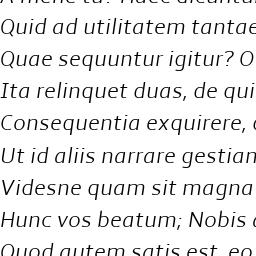 Quid ad utilitatem tantae
Quae sequuntur igitur? O
Ita relinquet duas, de qui
Consequentia exquirere,
Ut id aliis narrare gestian
Videsne quam sit magna
Hunc vos beatum; Nobis
Quod autem satis est, eo